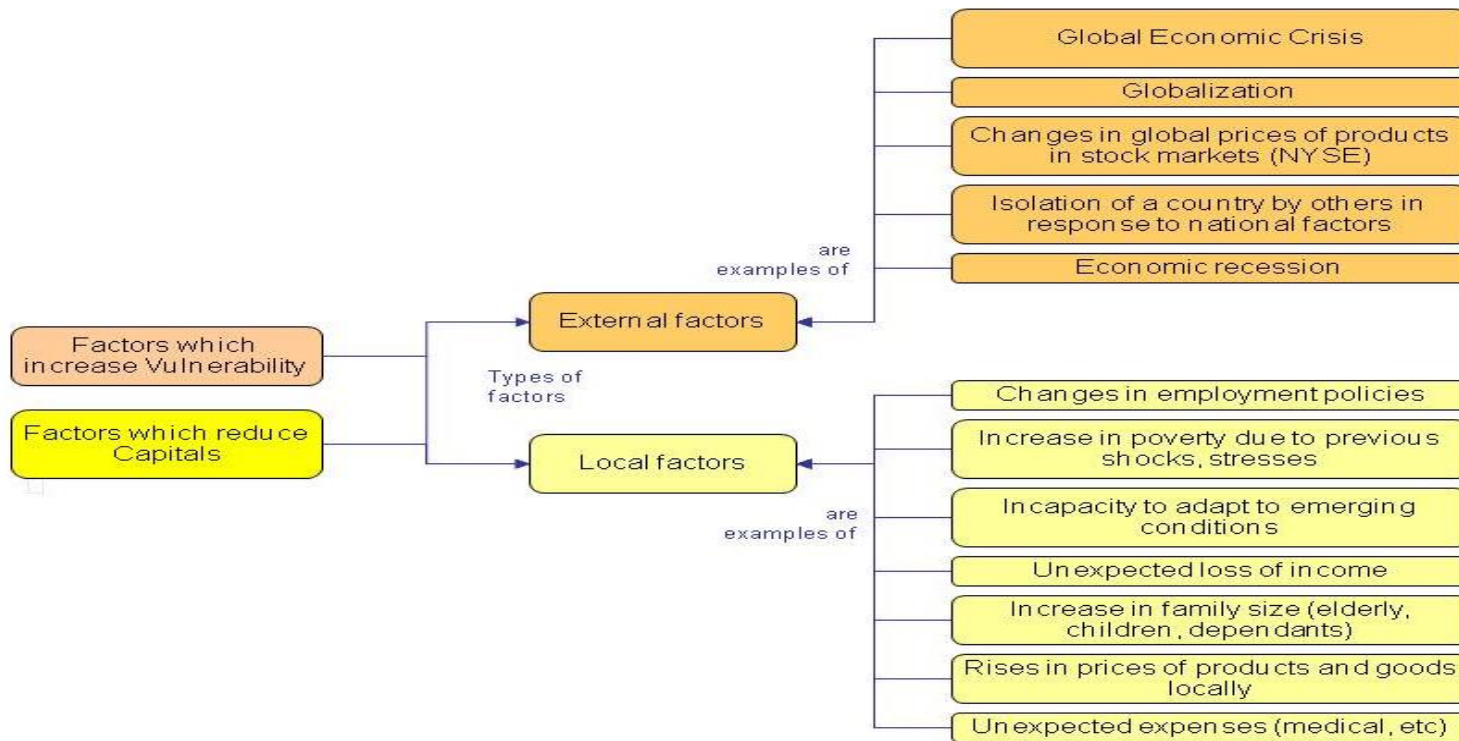 Global Economic Crisis
Globalization
Changes in global prices of products
in stock markets (NYSE)
Isolation of a country by others in
response to national factors
Economic recession
are
examples of
External factors
Factors which
increase Vulnerability
Types of
factors
Factors which reduce
Capitals
Local factors
are
examples of
Changes in employment policies
Increase in poverty due to previous
shocks, stresses
Incapacity to adapt to emerging
conditions
Unexpected loss of income
Increase in family size (elderly,
children, dependants)
Rises in prices of products and goods
locally
Unexpected expenses (medical, etc)